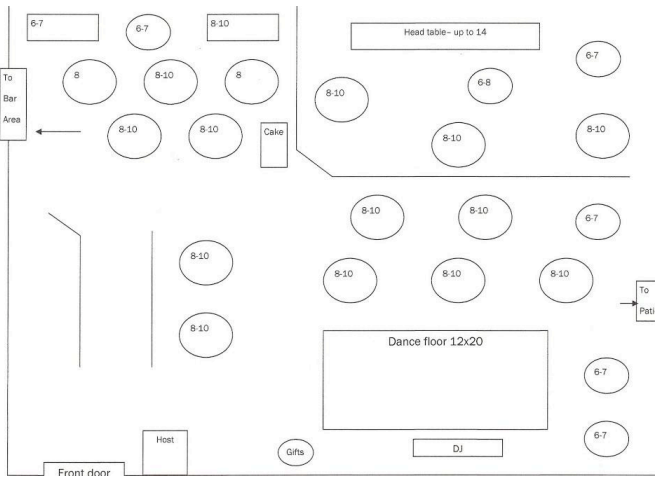 6-7
6-7
8-10
Head table– up to 14
6-7
8
8-10
8
6-8
8-10
To
Bar
Area
8-10
8-10
Cake
8-10
8-10
8-10
8-10
6-7
8-10
8-10
8-10
8-10
To
Pati
8-10
Dance floor 12x20
6-7
6-7
Host
Gifts
DJ
Front door